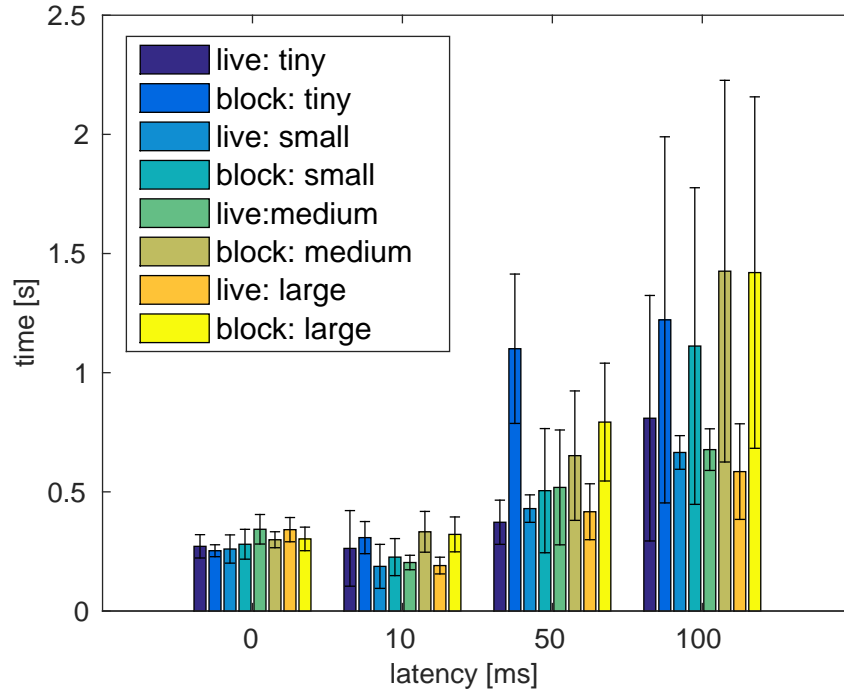 2.5
2
1.5
1
0.5
0
time [s]
live: tiny
block: tiny
live: small
block: small
live:medium
block: medium
live: large
block: large
0 10 50 100
latency [ms]